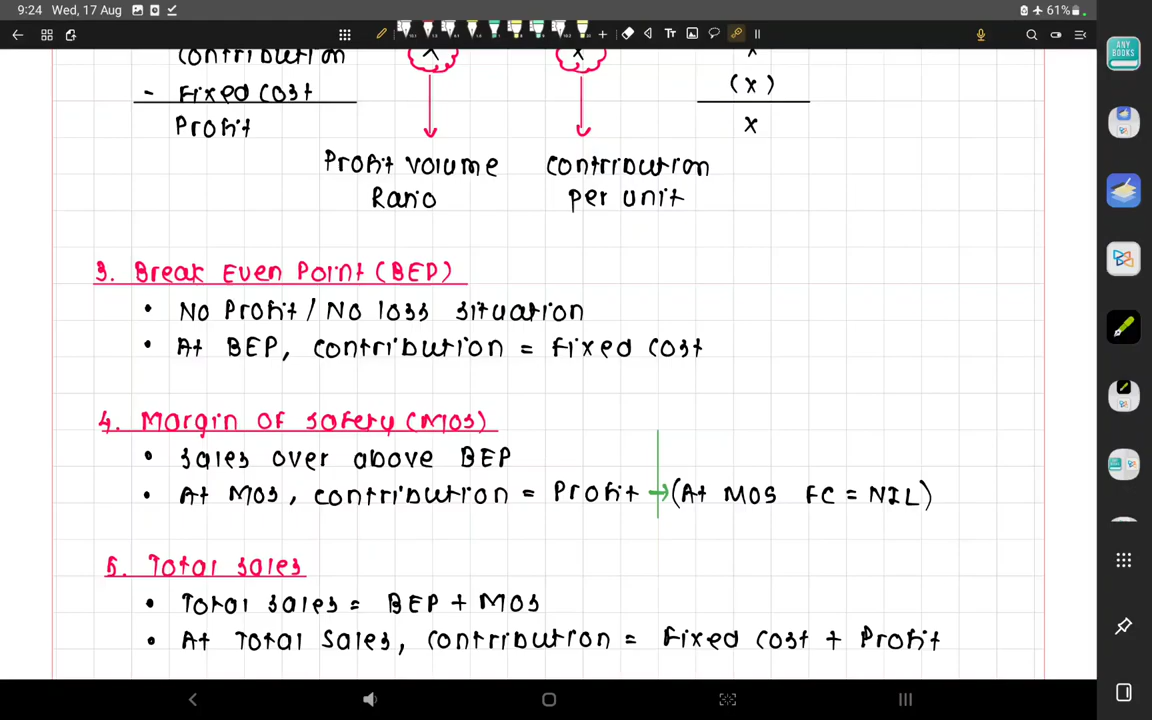 9:24 Wed, 17 Aug
61%
Contribution x x x
- Fixed Cost (x)
Profit x
Profit Volume Contribution
Ratio per unit
3. Break Even Point (BEP)
• No Profit / No loss situation
• At BEP, contribution = Fixed Cost
4. Margin Of Safety (MOS)
• Sales over above BEP
• At MOS, contribution = Profit → (At MOS FC = NIL)
5. Total Sales
• Total Sales = BEP + MOS
• At Total Sales, contribution = Fixed Cost + Profit
ANY
BOOKS
Tт